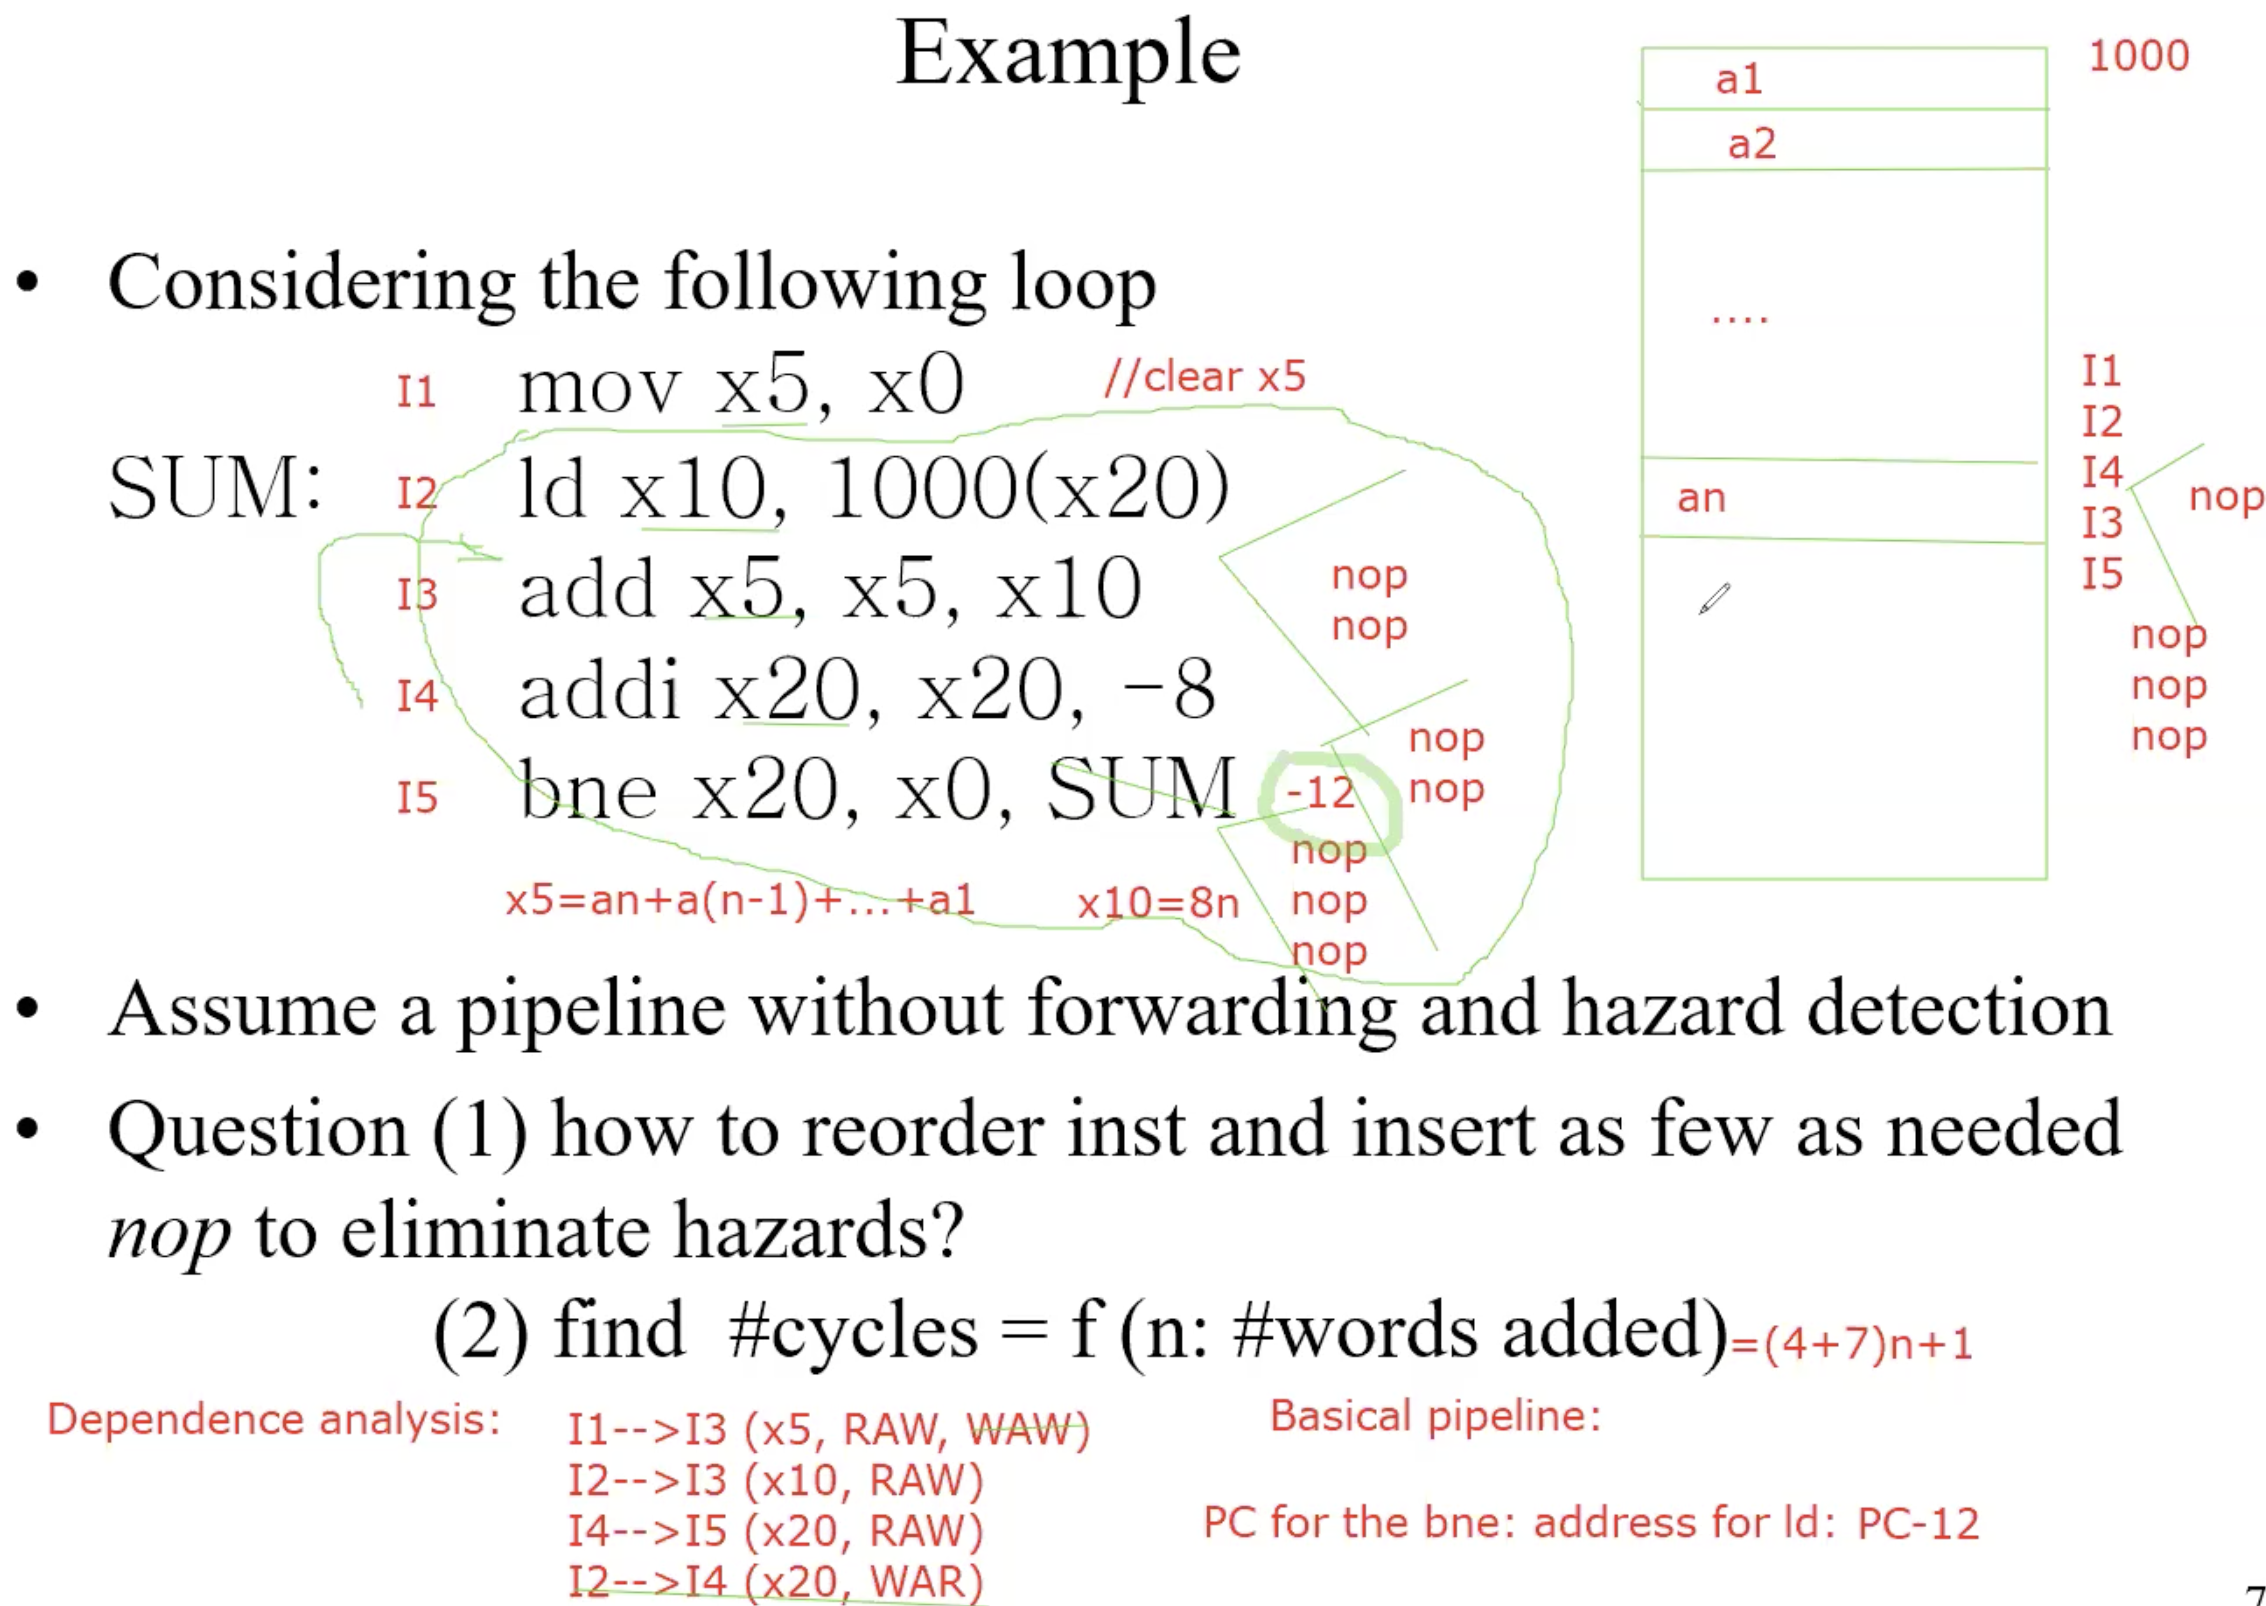 Example
1000
a1
a2
• Considering the following loop
....
I1 mov x5, x0 //clear x5
SUM: I2 ld x10, 1000(x20)
I3 add x5, x5, x10
nop
nop
I4 addi x20, x20, -8
nop
nop
I5 bne x20, x0, SUM -12
nop
nop
nop
x5=an+a(n-1)+...+a1 x10=8n
an
I1
I2
I4
nop
I3
I5
nop
nop
nop
• Assume a pipeline without forwarding and hazard detection
• Question (1) how to reorder inst and insert as few as needed
nop to eliminate hazards?
(2) find #cycles = f (n: #words added)=(4+7)n+1
Dependence analysis:
I1-->I3 (x5, RAW, WAW)
I2-->I3 (x10, RAW)
I4-->I5 (x20, RAW)
I2-->I4 (x20, WAR)
Basical pipeline:
PC for the bne: address for ld: PC-12
7